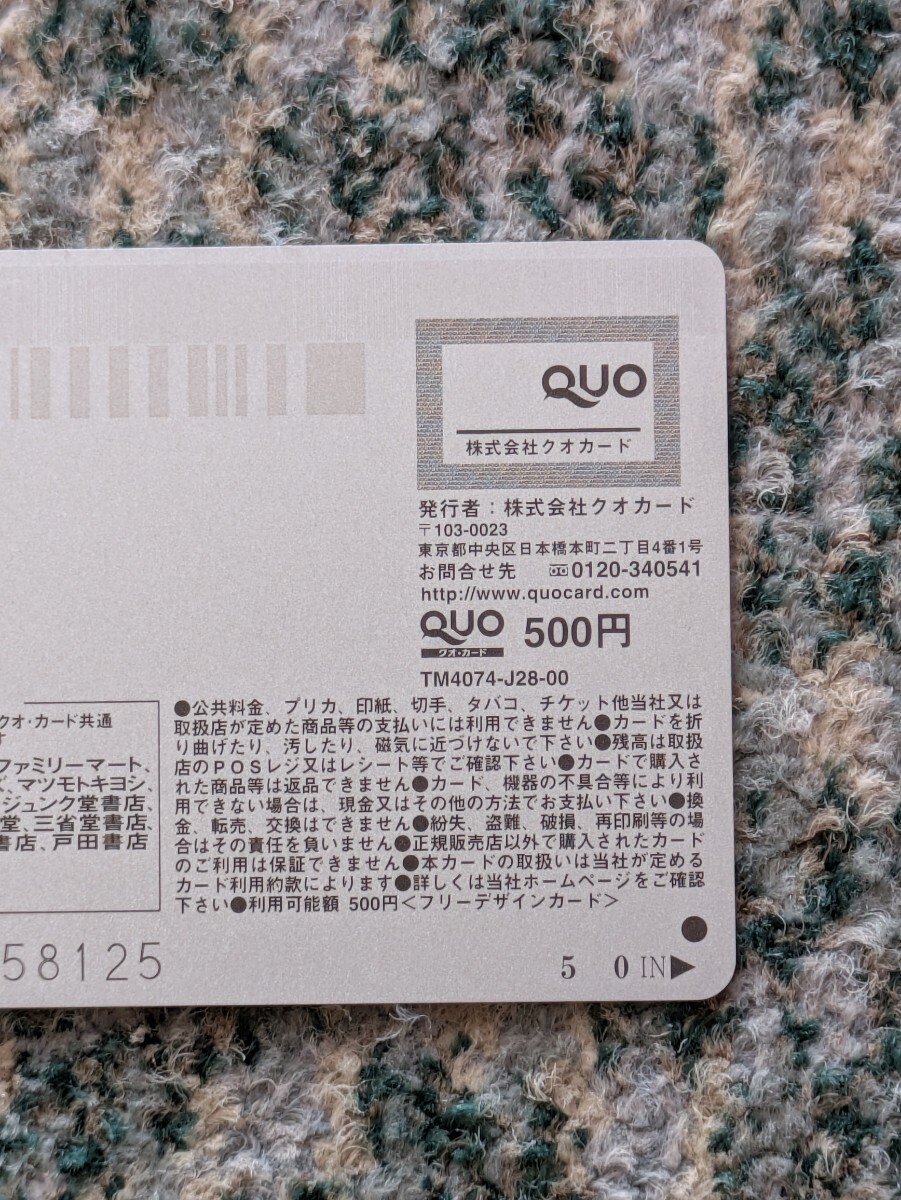 QUO
株式会社クオカード
発行者：株式会社クオカード
〒103-0023
東京都中央区日本橋本町二丁目4番1号
お問合せ先 0120-340541
http://www.quocard.com
QUO 500円
クオ・カード
TM4074-J28-00
クオ・カード共通
す
ファミリーマート、
マツモトキヨシ
ジュンク堂書店、
堂、三省堂書店、
書店、戸田書店
●公共料金、プリカ、印紙、切手、タバコ、チケット他当社又は
取扱店が定めた商品等の支払いには利用できません●カードを折
り曲げたり、汚したり、磁気に近づけないで下さい●残高は取扱
店のPOSレジ又はレシート等でご確認下さい●カードで購入さ
れた商品等は返品できません●カード、機器の不具合等により利
用できない場合は、現金又はその他の方法でお支払い下さい●換
金、転売、交換はできません●紛失、盗難、破損、再印刷等の場
合はその責任を負いません●正規販売店以外で購入されたカード
のご利用は保証できません●本カードの取扱いは当社が定める
カード利用約款によります●詳しくは当社ホームページをご確認
下さい●利用可能額 500円＜フリーデザインカード＞
58125
5 0 IN▶